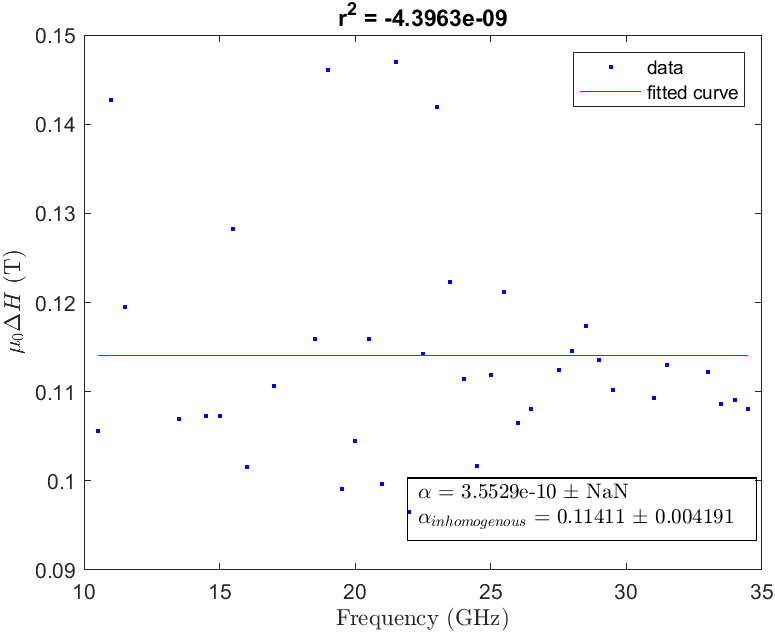 r² = -4.3963e-09
0.15
0.14
0.13
0.12
0.11
0.1
0.09
μ₀ΔH (T)
data
fitted curve
α = 3.5529e-10 ± NaN
α_inhomogenous = 0.11411 ± 0.004191
10 15 20 25 30 35
Frequency (GHz)